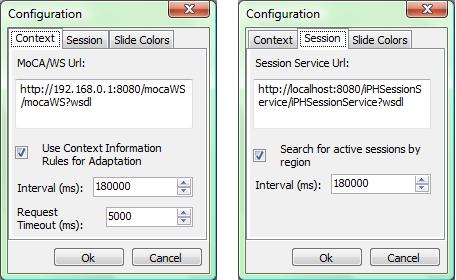 Configuration
Context Session Slide Colors
MoCA/WS Url:
http://192.168.0.1:8080/mocaWS
/mocaWS?wsdl
Use Context Information
Rules for Adaptation
Interval (ms): 180000
Request
Timeout (ms): 5000
Ok Cancel
Configuration
Context Session Slide Colors
Session Service Url:
http://localhost:8080/iPHSessionS
ervice/iPHSessionService?wsdl
Search for active sessions by
region
Interval (ms): 180000
Ok Cancel